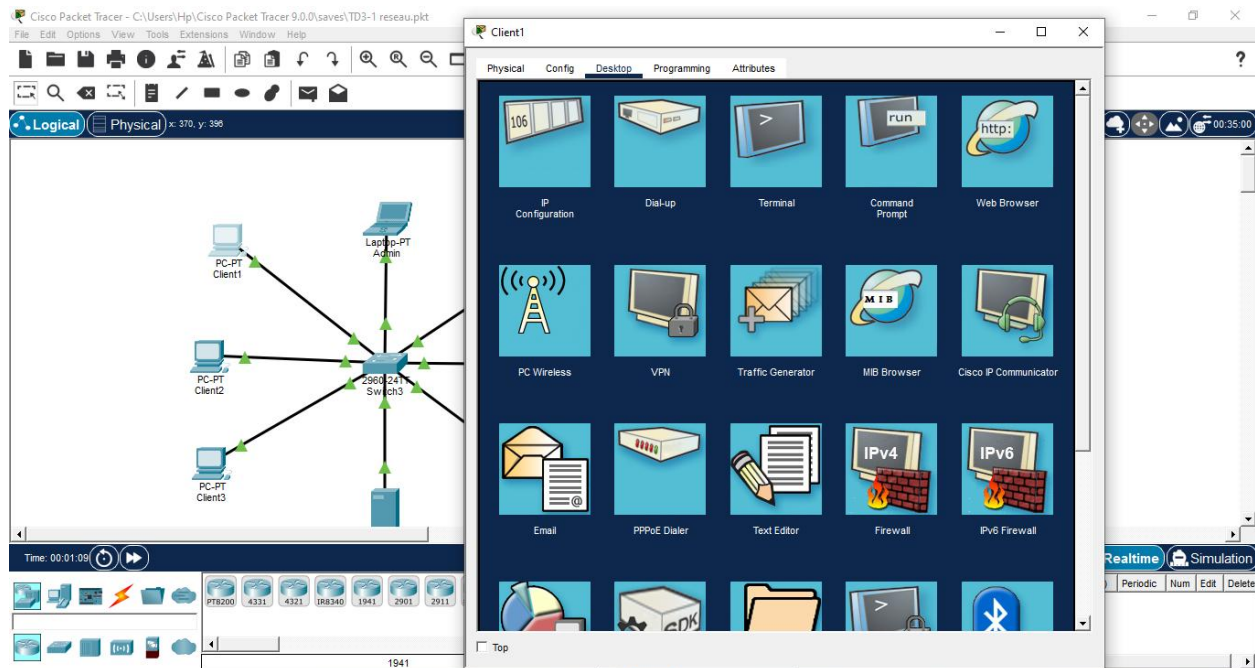 Cisco Packet Tracer - C:\Users\Hp\Cisco Packet Tracer 9.0.0\saves\TD3-1 reseau.pkt
File Edit Options View Tools Extensions Window Help
Logical
Physical
x: 370, y: 396
00:35:00
Laptop-PT
Admin
PC-PT
Client1
PC-PT
Client2
2960-24TT
Switch3
PC-PT
Client3
Time: 00:01:09
Realtime
Simulation
Periodic Num Edit Delete
PT8200 4331 4321 IR8340 1941 2901 2911
1941
?
Client1
Physical Config Desktop Programming Attributes
106
>
run
http:
IP
Configuration
Dial-up
Terminal
Command
Prompt
Web Browser
MIB
PC Wireless
VPN
Traffic Generator
MIB Browser
Cisco IP Communicator
@
IPv4
IPv6
Email
PPPoE Dialer
Text Editor
Firewall
IPv6 Firewall
SDK
>
Top